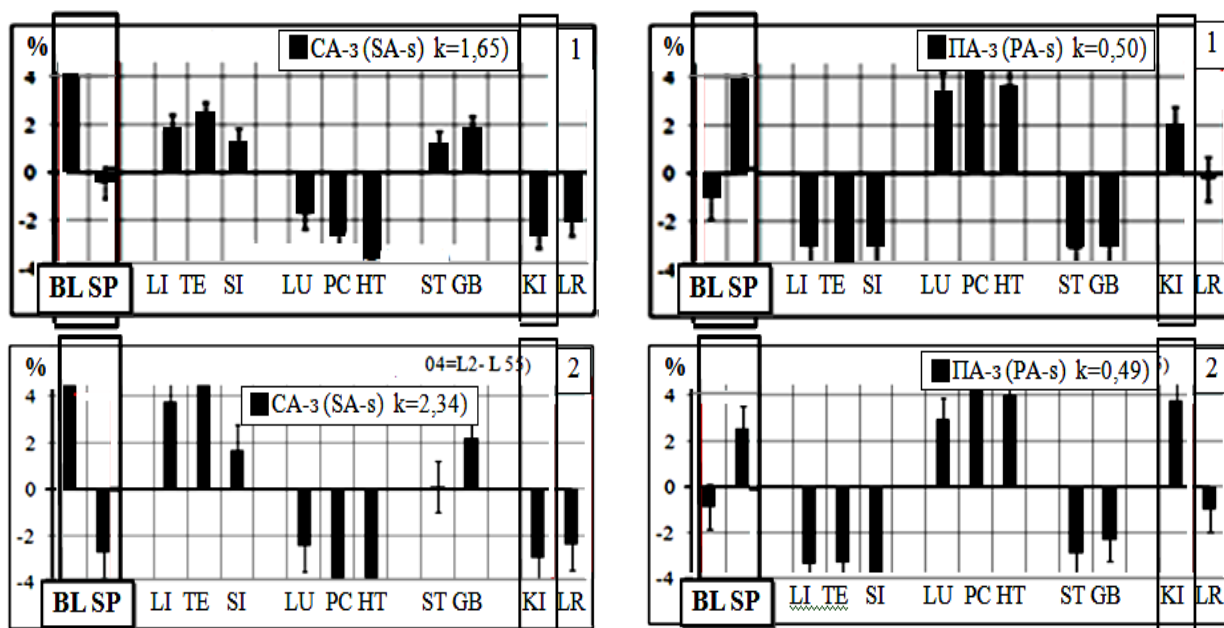 % CA-з (SA-s) k=1,65) 1
4
2
0
-2
-4
BL SP LI TE SI LU PC HT ST GB KI LR
% ПА-з (PA-s) k=0,50) 1
4
2
0
-2
-4
BL SP LI TE SI LU PC HT ST GB KI LR
% 04=L2- L 55) 2
CA-з (SA-s) k=2,34)
4
2
0
-2
-4
BL SP LI TE SI LU PC HT ST GB KI LR
% ПА-з (PA-s) k=0,49) 2
4
2
0
-2
-4
BL SP LI TE SI LU PC HT ST GB KI LR